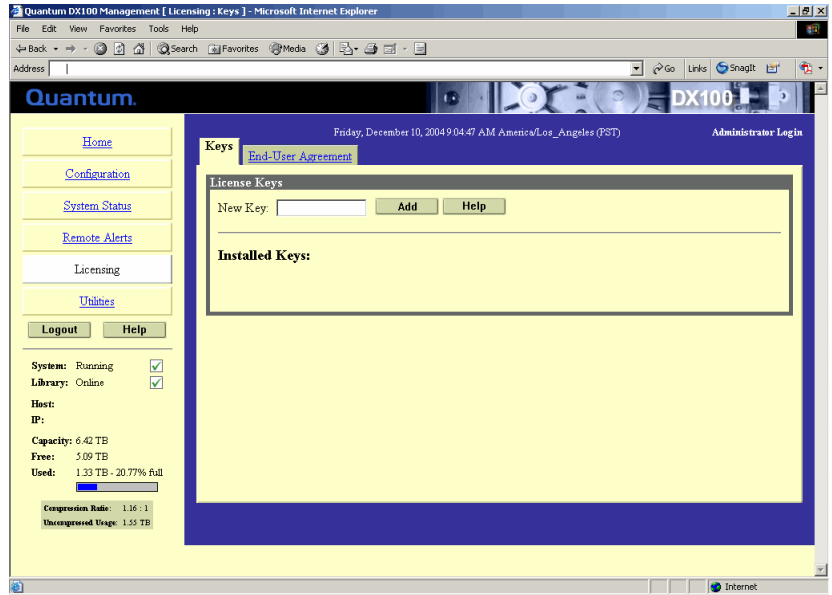 Quantum DX100 Management [ Licensing : Keys ] - Microsoft Internet Explorer
File Edit View Favorites Tools Help
Back Search Favorites Media
Address Go Links SnagIt
Quantum. DX100
Friday, December 10, 2004 9:04:47 AM America/Los_Angeles (PST) Administrator Login
Home
Configuration
System Status
Remote Alerts
Licensing
Utilities
Logout Help
System: Running
Library: Online
Host:
IP:
Capacity: 6.42 TB
Free: 5.09 TB
Used: 1.33 TB - 20.77% full
Compression Ratio: 1.16 : 1
Uncompressed Usage: 1.55 TB
Keys End-User Agreement
License Keys
New Key: Add Help
Installed Keys:
Internet